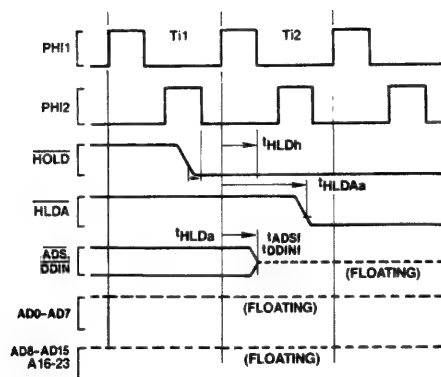 Ti1 Ti2
PHI1
PHI2
HOLD
tHLDh
tHLDAa
HLDA
tHLDa tADSf
tDDINf
ADS,
DDIN
(FLOATING)
AD0-AD7
(FLOATING)
AD8-AD15
A16-23
(FLOATING)